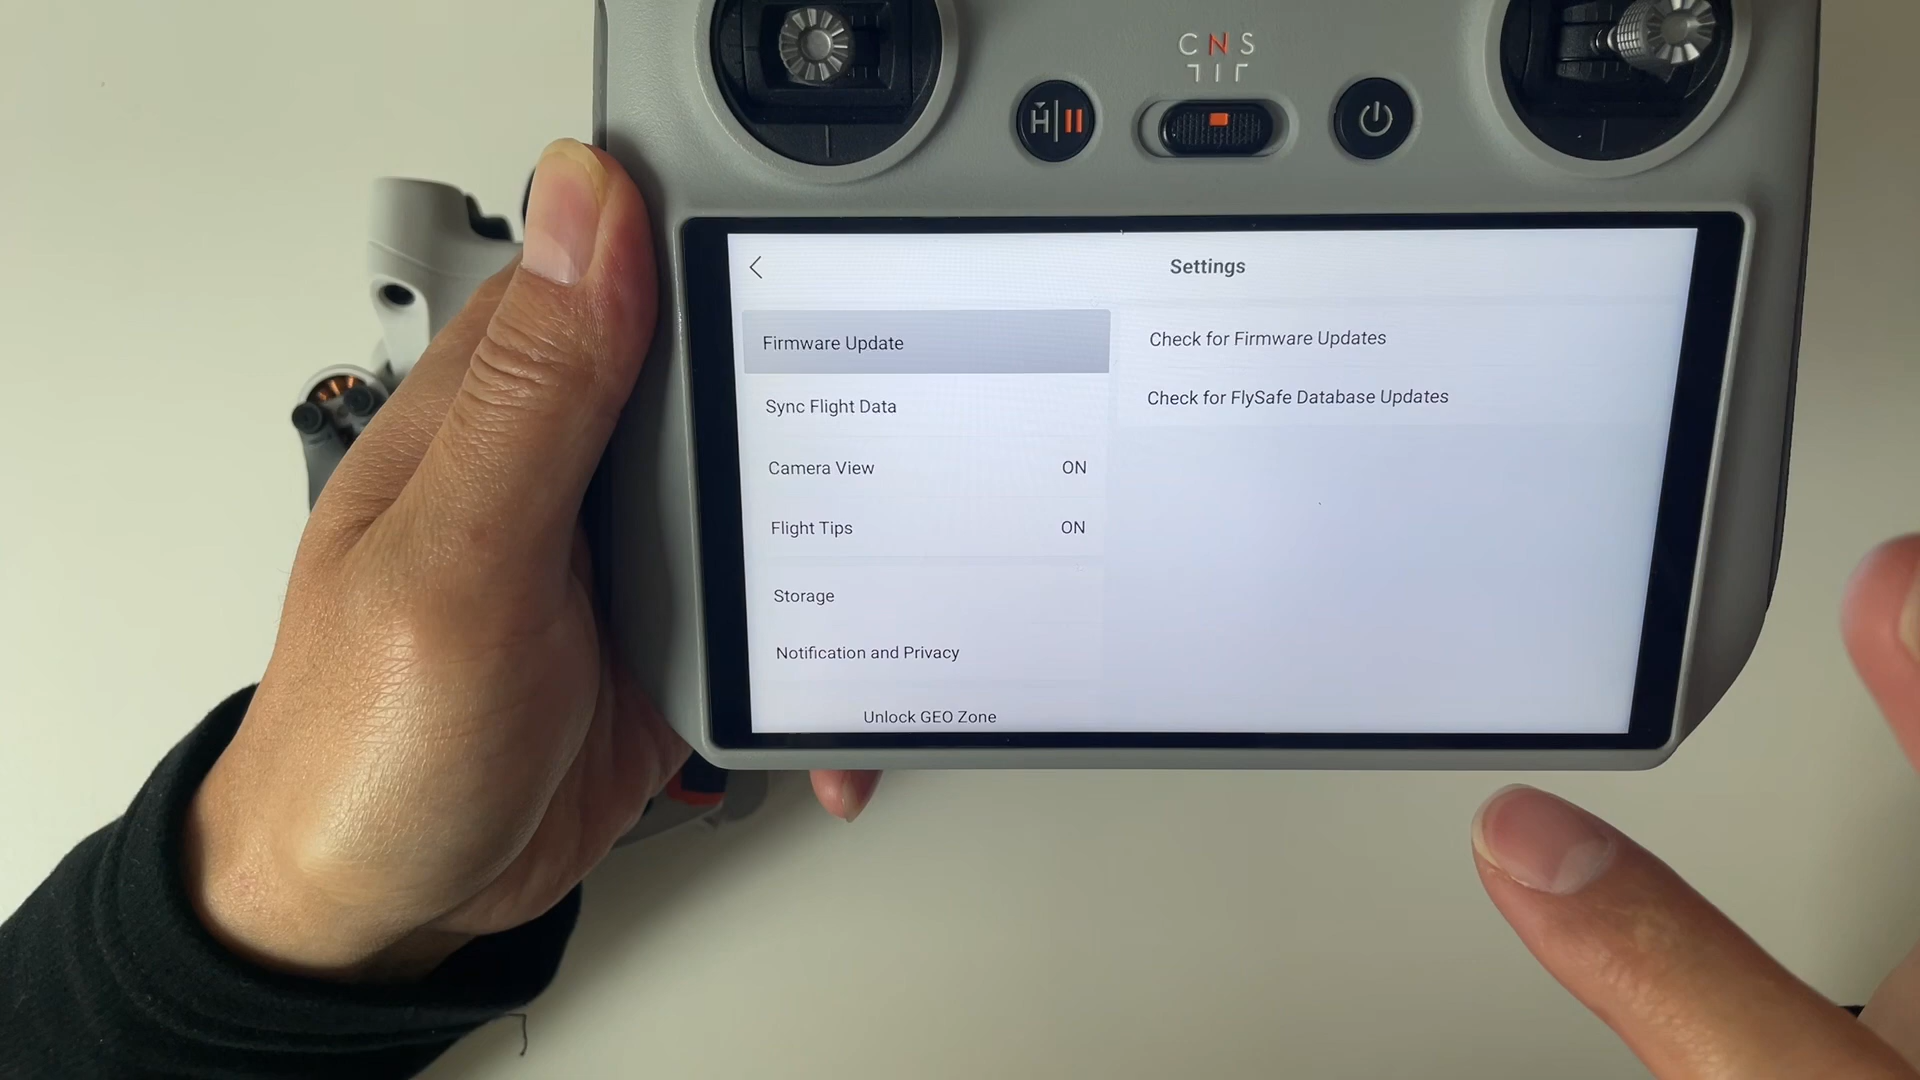 C N S
H
Settings
Firmware Update
Check for Firmware Updates
Sync Flight Data
Check for FlySafe Database Updates
Camera View ON
Flight Tips ON
Storage
Notification and Privacy
Unlock GEO Zone